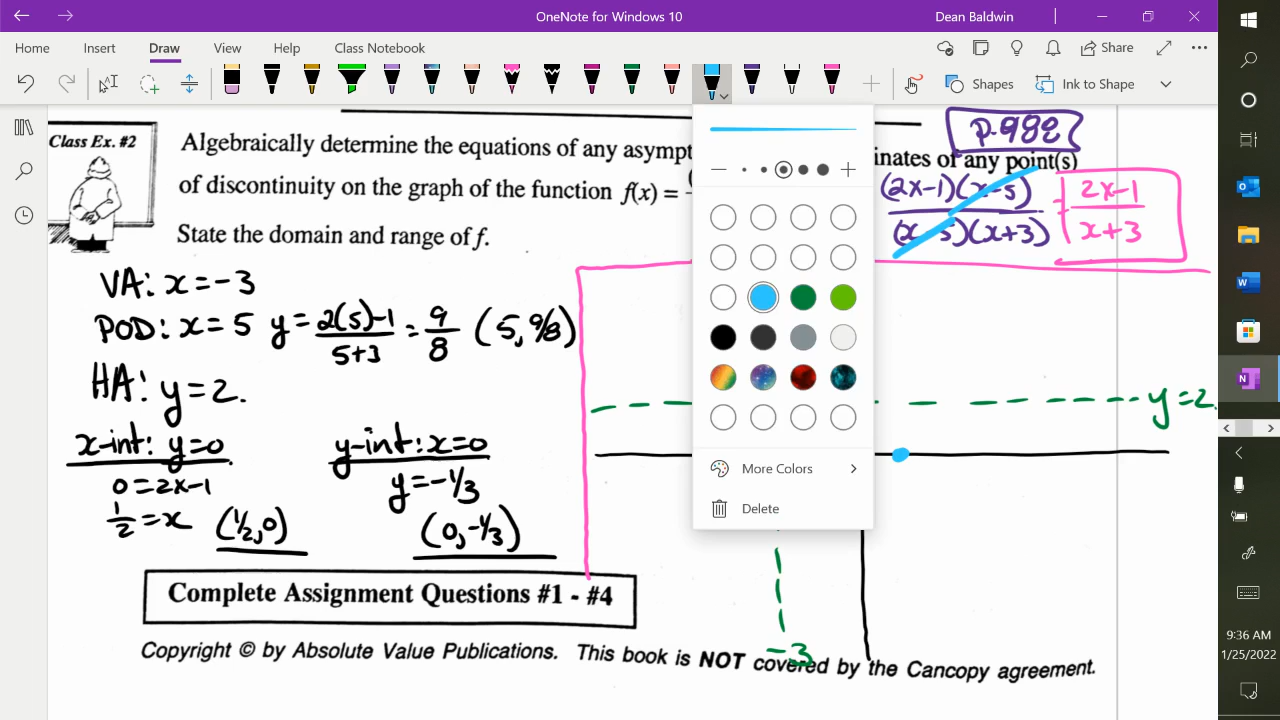 OneNote for Windows 10
Dean Baldwin
Home Insert Draw View Help Class Notebook
Share
Shapes
Ink to Shape
Class Ex. #2
P.982
Algebraically determine the equations of any asympt
inates of any point(s)
of discontinuity on the graph of the function f(x) =
(2x-1)(x-5)
(x-5)(x+3)
= 2x-1
x+3
State the domain and range of f.
VA: x = -3
POD: x = 5 y = 2(5)-1 / 5+3 = 9/8 (5, 9/8)
HA: y = 2.
y = 2.
x-int: y=0
0 = 2x-1
1/2 = x (1/2, 0)
y-int: x=0
y = -1/3
(0, -1/3)
More Colors
Delete
Complete Assignment Questions #1 - #4
-3
Copyright © by Absolute Value Publications. This book is NOT covered by the Cancopy agreement.
9:36 AM
1/25/2022